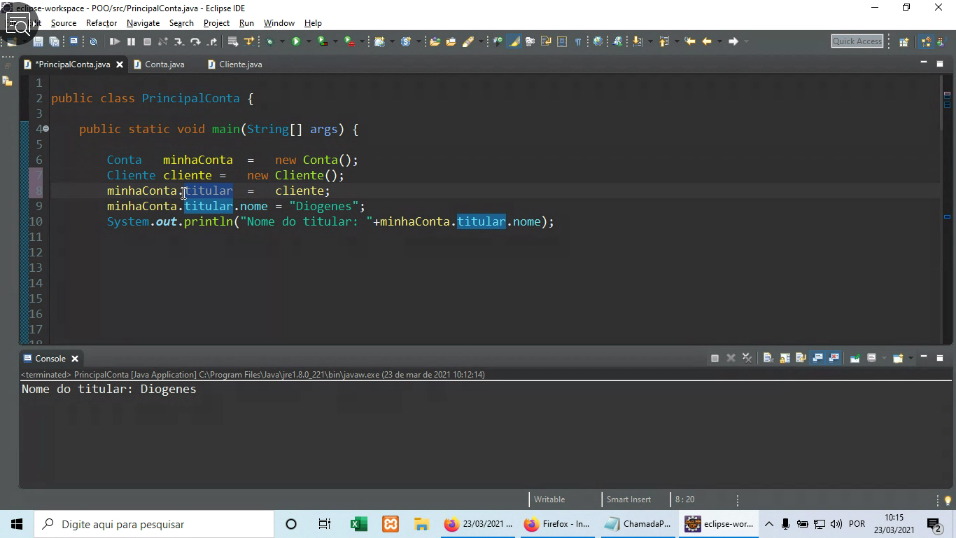 eclipse-workspace - POO/src/PrincipalConta.java - Eclipse IDE
Source Refactor Navigate Search Project Run Window Help
Quick Access
*PrincipalConta.java Conta.java Cliente.java
1
2 public class PrincipalConta {
3
4 public static void main(String[] args) {
5
6 Conta minhaConta = new Conta();
7 Cliente cliente = new Cliente();
8 minhaConta.titular = cliente;
9 minhaConta.titular.nome = "Diogenes";
10 System.out.println("Nome do titular: "+minhaConta.titular.nome);
11
12
13
14
15
16
17
18
Console
<terminated> PrincipalConta [Java Application] C:\Program Files\Java\jre1.8.0_221\bin\javaw.exe (23 de mar de 2021 10:12:14)
Nome do titular: Diogenes
Writable Smart Insert 8 : 20
Digite aqui para pesquisar
23/03/2021 ... Firefox - In... ChamadaP... eclipse-wor... POR 10:15
23/03/2021 2